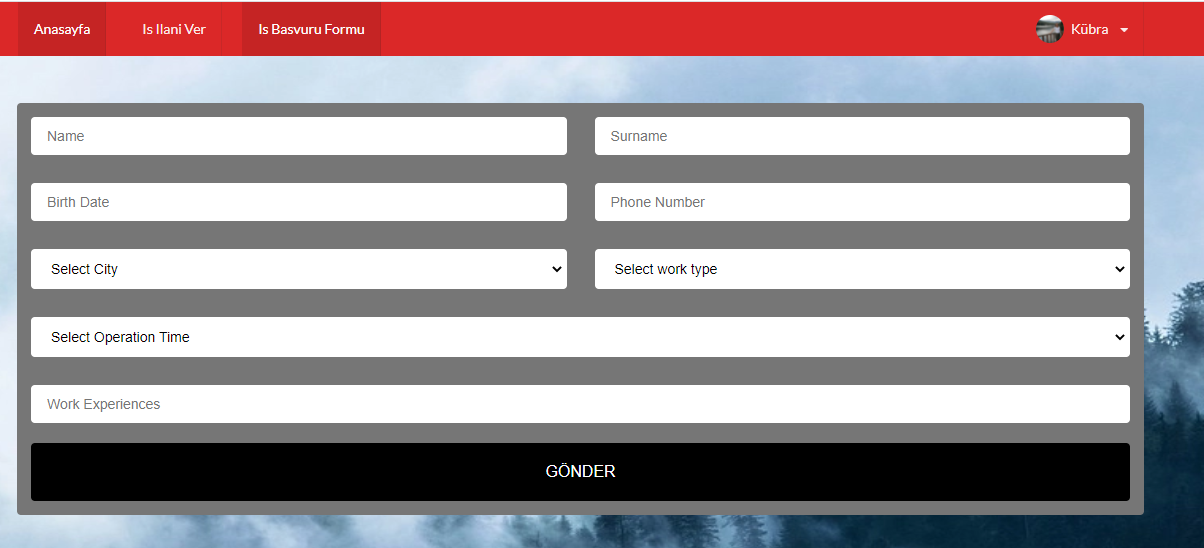 Anasayfa Is Ilani Ver Is Basvuru Formu Kübra
Name Surname
Birth Date Phone Number
Select City Select work type
Select Operation Time
Work Experiences
GÖNDER